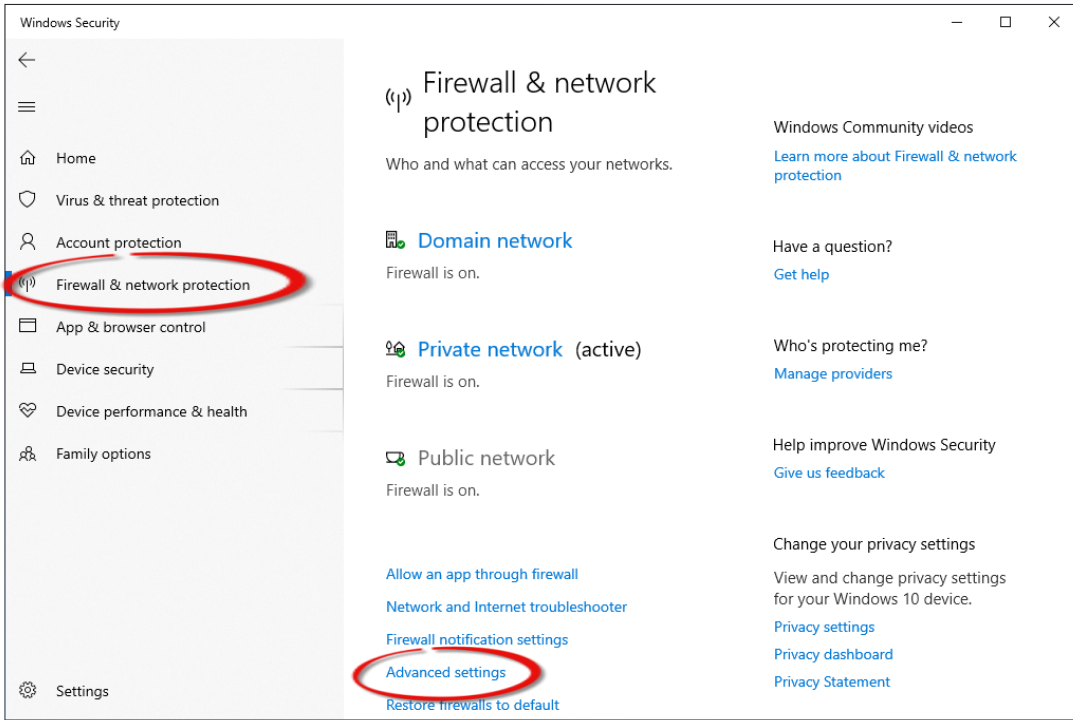 Windows Security
Home
Virus & threat protection
Account protection
Firewall & network protection
App & browser control
Device security
Device performance & health
Family options
Settings
Firewall & network
protection
Who and what can access your networks.
Domain network
Firewall is on.
Private network (active)
Firewall is on.
Public network
Firewall is on.
Allow an app through firewall
Network and Internet troubleshooter
Firewall notification settings
Advanced settings
Restore firewalls to default
Windows Community videos
Learn more about Firewall & network
protection
Have a question?
Get help
Who's protecting me?
Manage providers
Help improve Windows Security
Give us feedback
Change your privacy settings
View and change privacy settings
for your Windows 10 device.
Privacy settings
Privacy dashboard
Privacy Statement